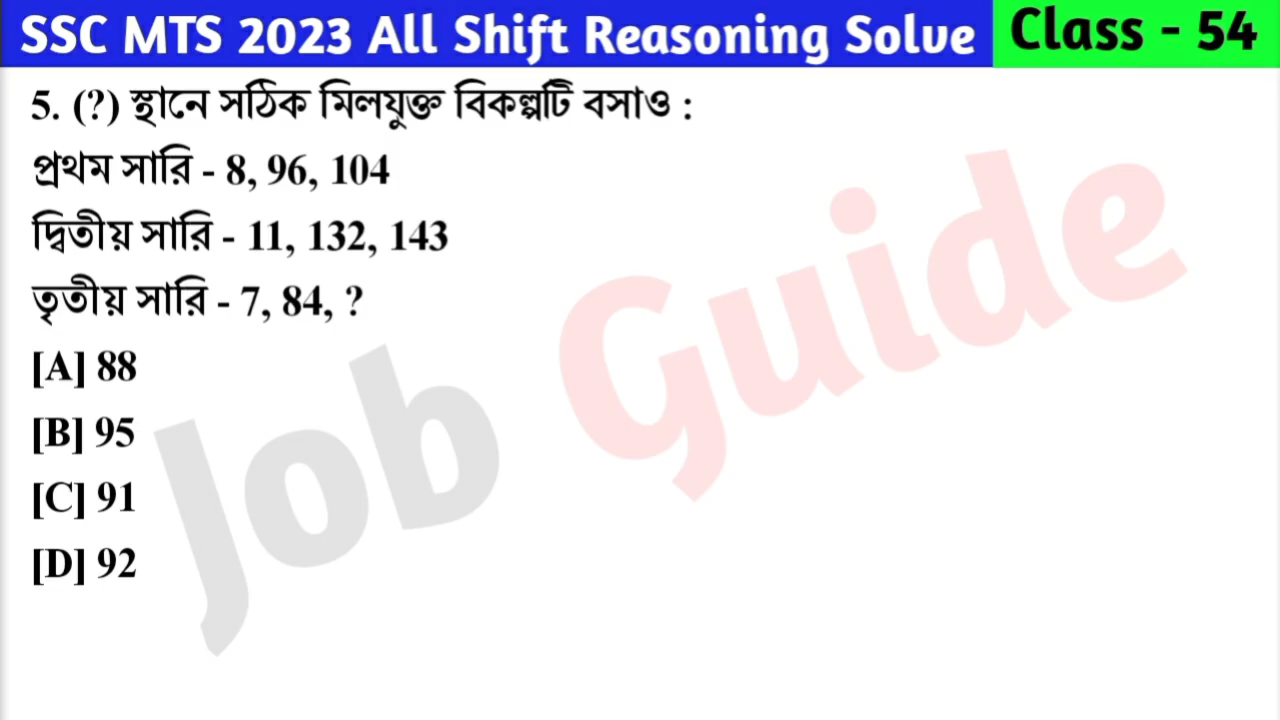 SSC MTS 2023 All Shift Reasoning Solve Class - 54
5. (?) স্থানে সঠিক মিলযুক্ত বিকল্পটি বসাও :
প্রথম সারি - 8, 96, 104
দ্বিতীয় সারি - 11, 132, 143
তৃতীয় সারি - 7, 84, ?
[A] 88
[B] 95
[C] 91
[D] 92
Job Guide